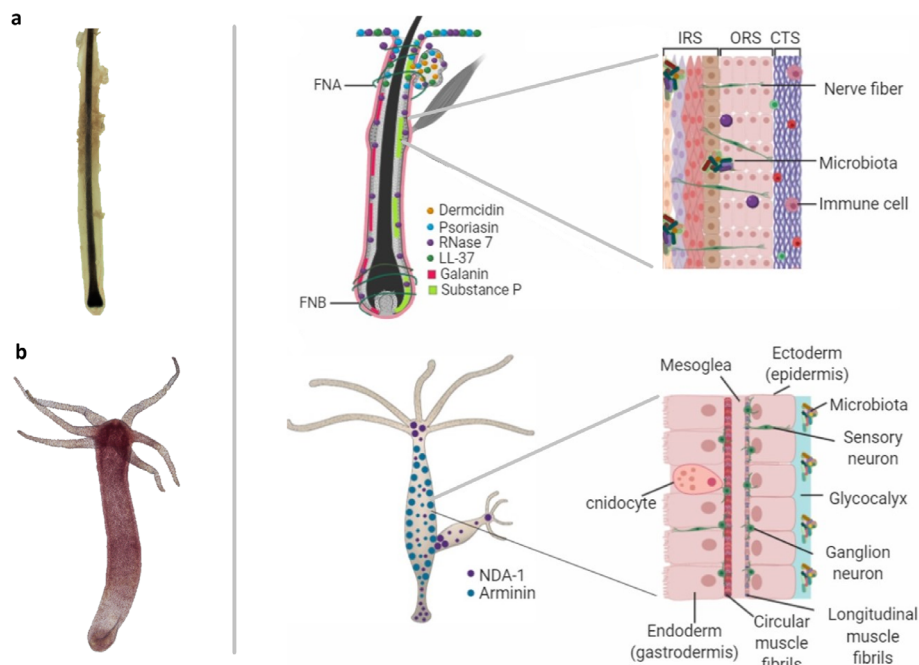 a
IRS ORS CTS
FNA
Nerve fiber
Microbiota
Immune cell
Dermcidin
Psoriasin
RNase 7
LL-37
Galanin
Substance P
FNB
b
Mesoglea
Ectoderm
(epidermis)
Microbiota
Sensory
neuron
cnidocyte
Glycocalyx
Ganglion
neuron
NDA-1
Arminin
Endoderm
(gastrodermis)
Circular
muscle
fibrils
Longitudinal
muscle
fibrils